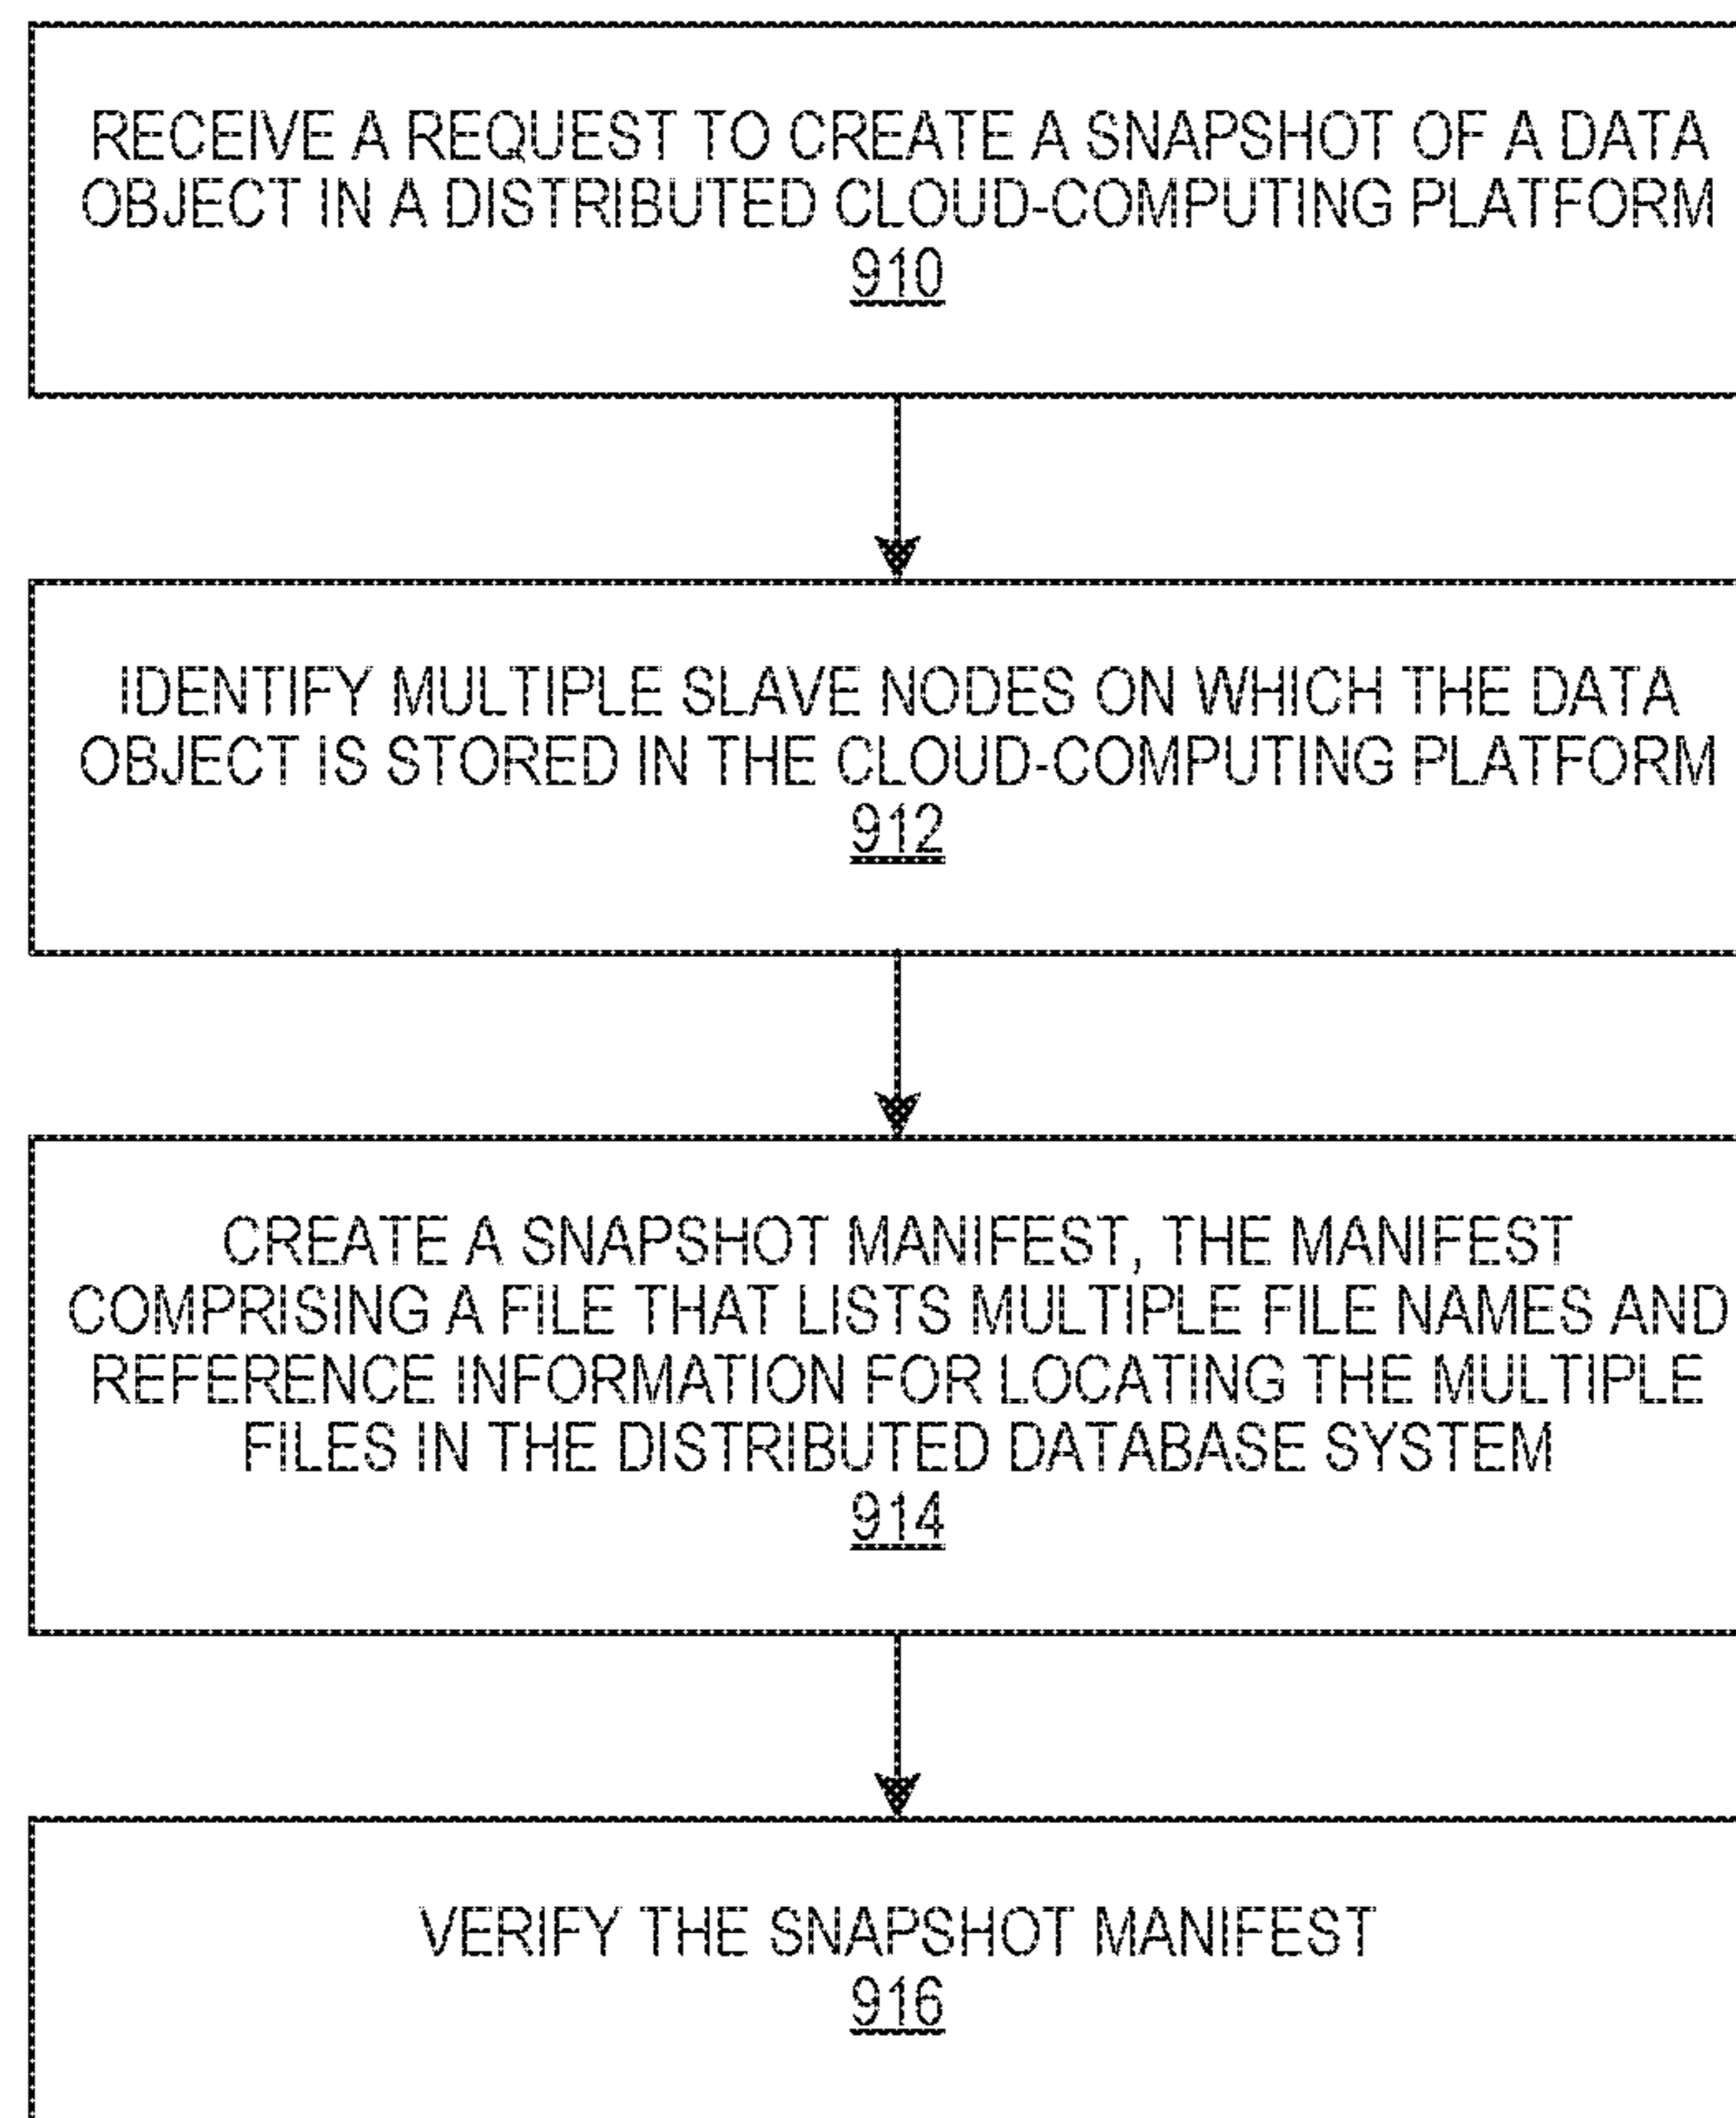 RECEIVE A REQUEST TO CREATE A SNAPSHOT OF A DATA
OBJECT IN A DISTRIBUTED CLOUD-COMPUTING PLATFORM
910
IDENTIFY MULTIPLE SLAVE NODES ON WHICH THE DATA
OBJECT IS STORED IN THE CLOUD-COMPUTING PLATFORM
912
CREATE A SNAPSHOT MANIFEST, THE MANIFEST
COMPRISING A FILE THAT LISTS MULTIPLE FILE NAMES AND
REFERENCE INFORMATION FOR LOCATING THE MULTIPLE
FILES IN THE DISTRIBUTED DATABASE SYSTEM
914
VERIFY THE SNAPSHOT MANIFEST
916